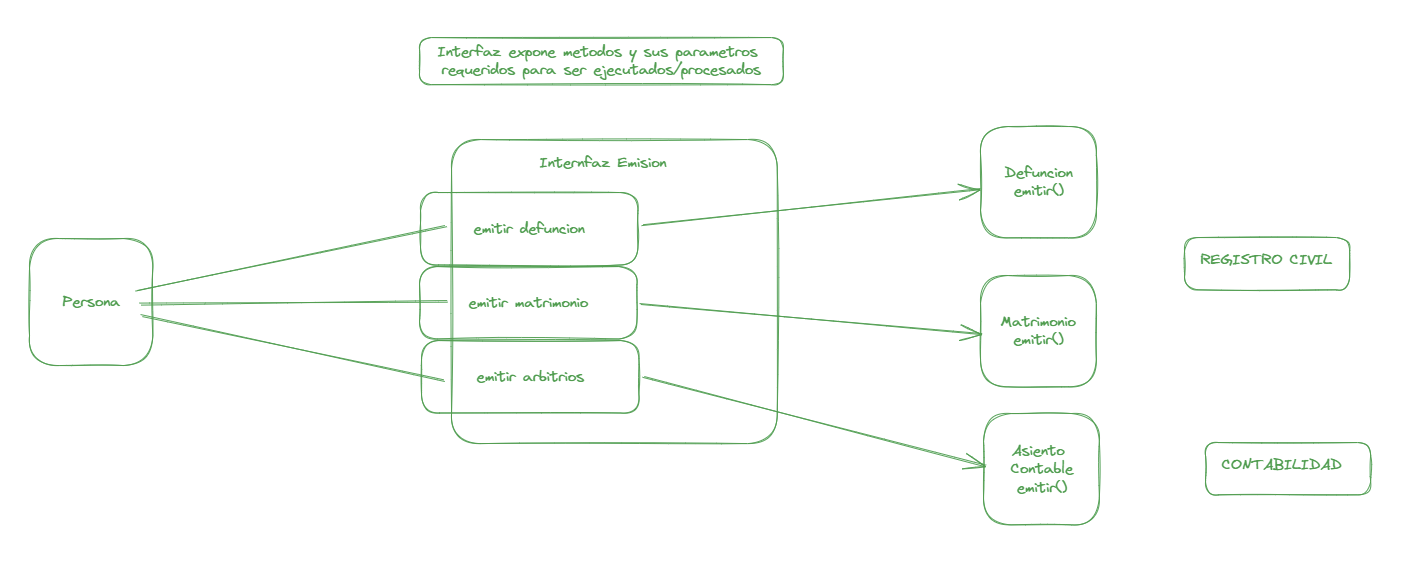 Interfaz expone metodos y sus parametros
requeridos para ser ejecutados/procesados
Internfaz Emision
emitir defuncion
emitir matrimonio
emitir arbitrios
Persona
Defuncion
emitir()
Matrimonio
emitir()
Asiento
Contable
emitir()
REGISTRO CIVIL
CONTABILIDAD